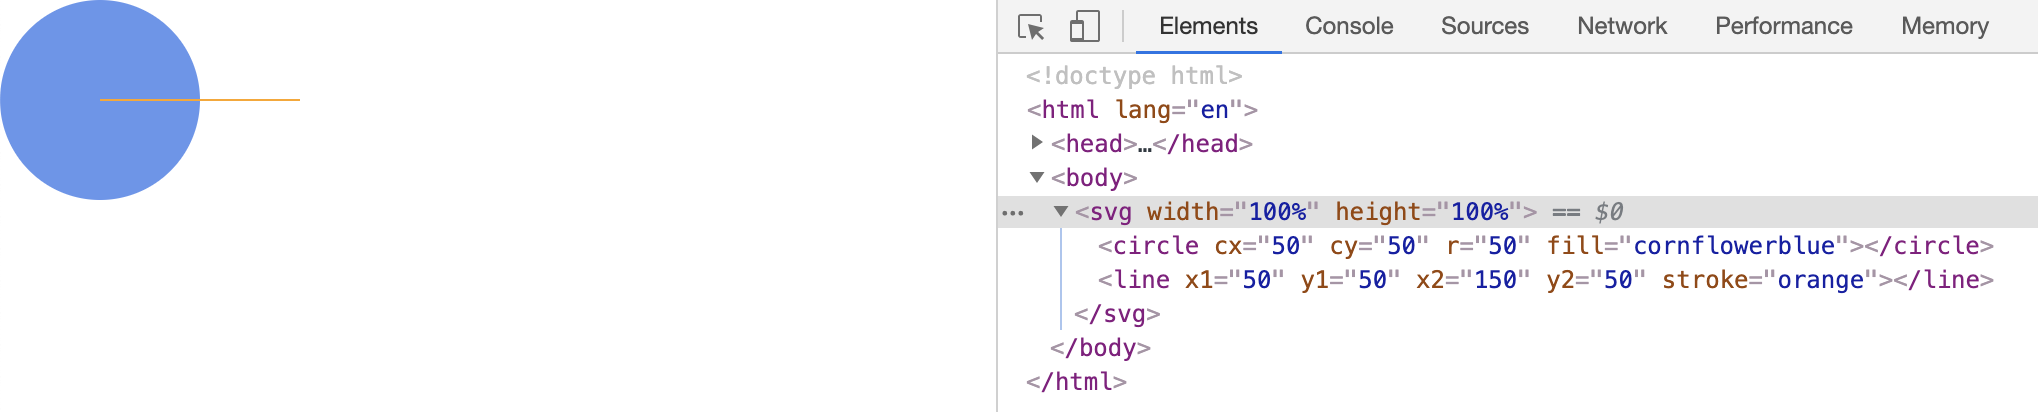 Elements Console Sources Network Performance Memory
<!doctype html>
<html lang="en">
<head>…</head>
<body>
… <svg width="100%" height="100%"> == $0
<circle cx="50" cy="50" r="50" fill="cornflowerblue"></circle>
<line x1="50" y1="50" x2="150" y2="50" stroke="orange"></line>
</svg>
</body>
</html>